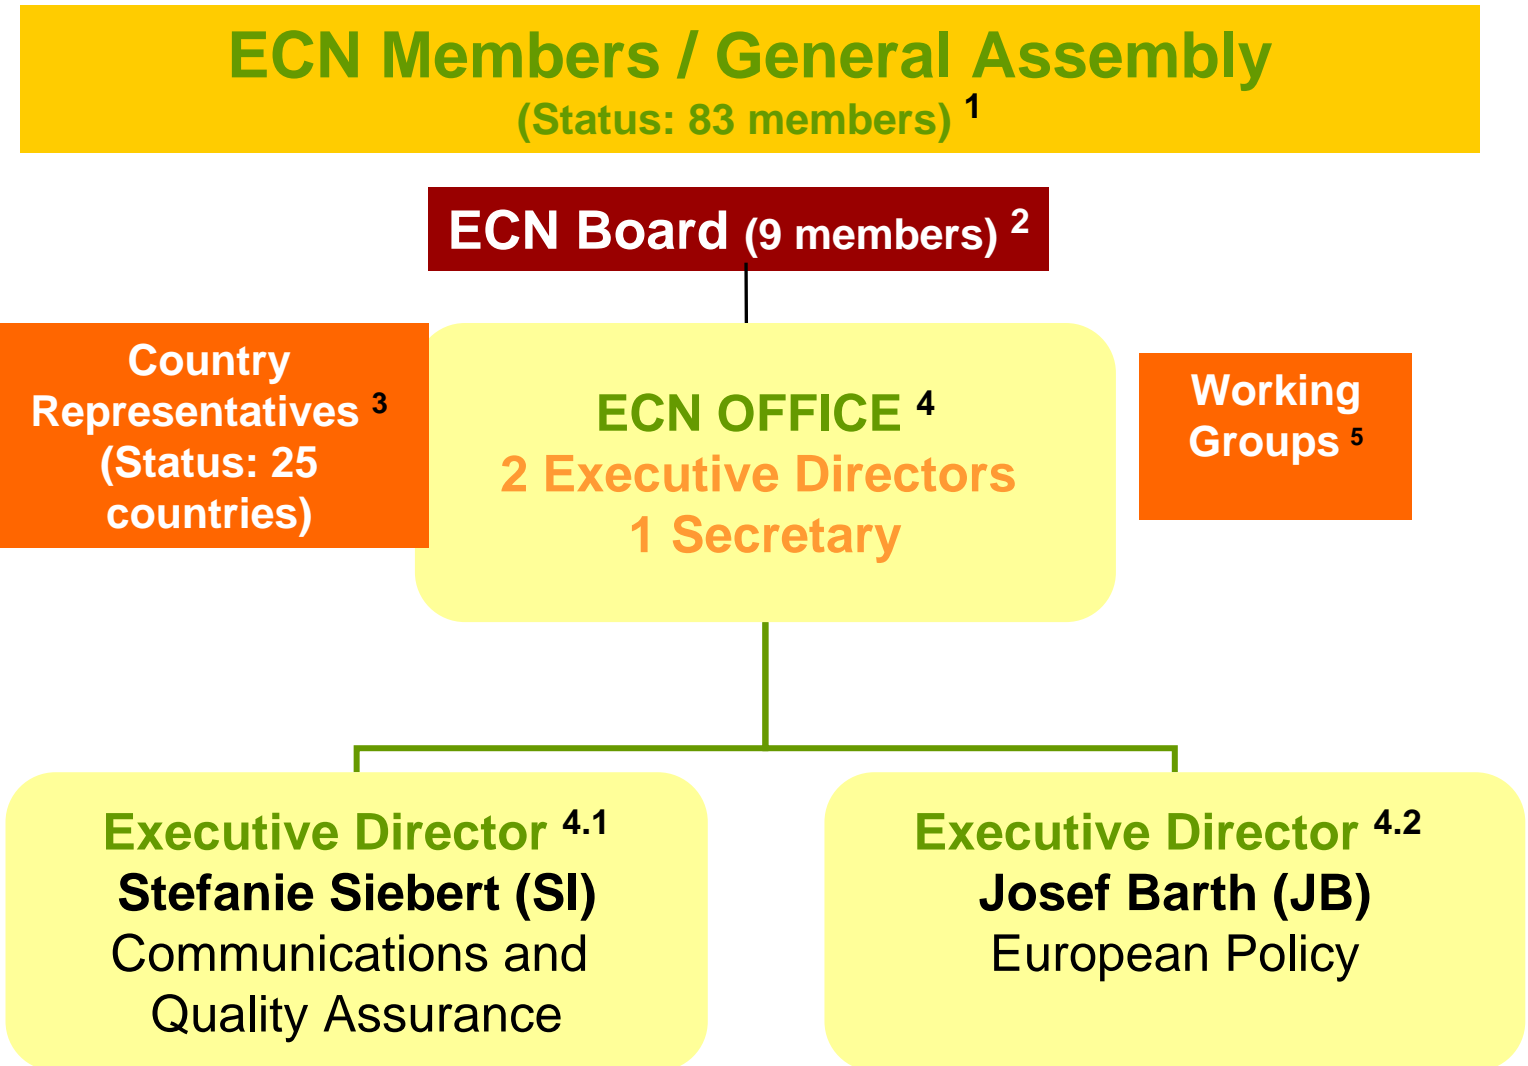 ECN Members / General Assembly
(Status: 83 members) 1
ECN Board (9 members) 2
Country
Representatives 3
(Status: 25
countries)
ECN OFFICE 4
2 Executive Directors
1 Secretary
Working
Groups 5
Executive Director 4.1
Stefanie Siebert (SI)
Communications and
Quality Assurance
Executive Director 4.2
Josef Barth (JB)
European Policy